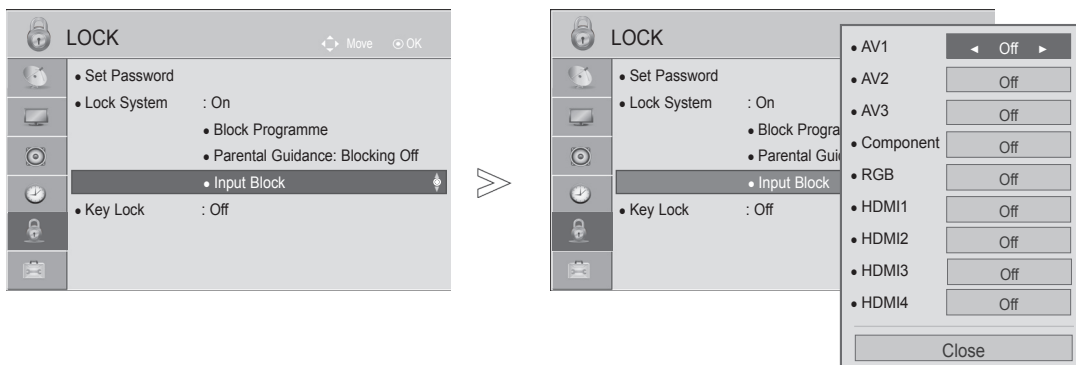 LOCK
Move OK
• Set Password
• Lock System : On
• Block Programme
• Parental Guidance: Blocking Off
• Input Block
• Key Lock : Off
LOCK
• Set Password
• Lock System : On
• Block Progra
• Parental Guid
• Input Block
• Key Lock : Off
• AV1 ◄ Off ►
• AV2 Off
• AV3 Off
• Component Off
• RGB Off
• HDMI1 Off
• HDMI2 Off
• HDMI3 Off
• HDMI4 Off
Close